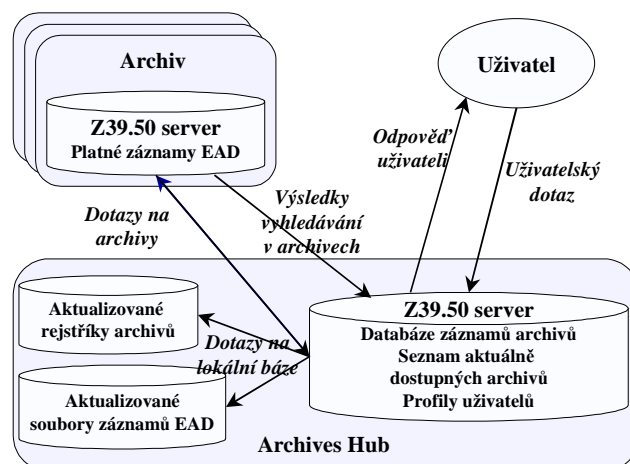 Archiv
Z39.50 server
Platné záznamy EAD
Uživatel
Odpověď
uživateli
Uživatelský
dotaz
Dotazy na
archivy
Výsledky
vyhledávání
v archivech
Aktualizované
rejstříky archivů
Dotazy na
lokální báze
Aktualizované
soubory záznamů EAD
Z39.50 server
Databáze záznamů archivů
Seznam aktuálně
dostupných archivů
Profily uživatelů
Archives Hub